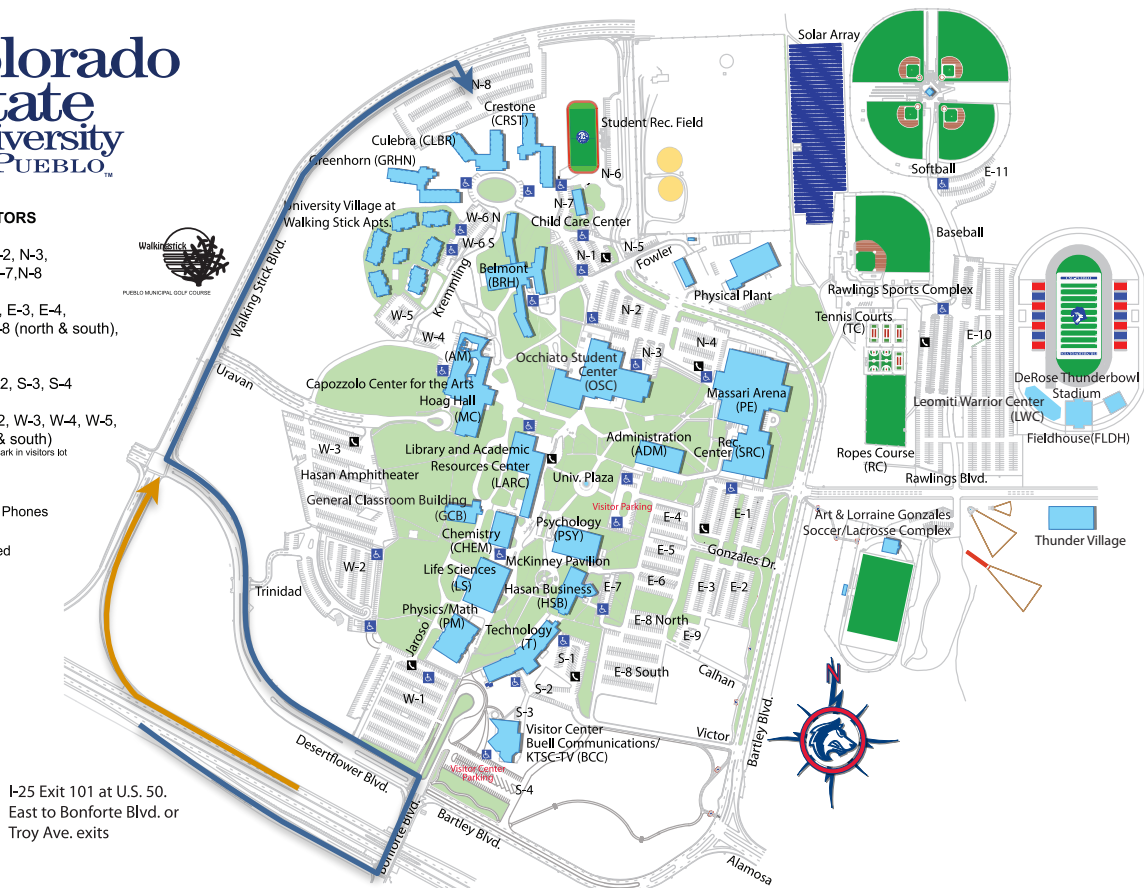 olorado
tate
iversity
PUEBLO™
TORS
-2, N-3,
-7,N-8
, E-3, E-4,
-8 (north & south),
2, S-3, S-4
2, W-3, W-4, W-5,
& south)
ark in visitors lot
Phones
ed
Walkingstick
PUEBLO MUNICIPAL GOLF COURSE
I-25 Exit 101 at U.S. 50.
East to Bonforte Blvd. or
Troy Ave. exits
Solar Array
N-8
Crestone
(CRST)
Student Rec. Field
Culebra (CLBR)
Greenhorn (GRHN)
N-6
Softball
E-11
University Village at
Walking Stick Apts.
N-7
Child Care Center
W-6 N
W-6 S
Baseball
N-5
Fowler
N-1
Belmont
(BRH)
Kremmling
Walking Stick Blvd.
Physical Plant
Rawlings Sports Complex
W-5
N-2
Tennis Courts
(TC)
E-10
W-4
N-3
N-4
(AM)
Occhiato Student
Center
(OSC)
Uravan
Capozzolo Center for the Arts
Hoag Hall
(MC)
Massari Arena
(PE)
DeRose Thunderbowl
Stadium
Leomiti Warrior Center
(LWC)
Fieldhouse(FLDH)
W-3
Library and Academic
Resources Center
(LARC)
Administration
(ADM)
Rec.
Center (SRC)
Ropes Course
(RC)
Hasan Amphitheater
Univ. Plaza
Rawlings Blvd.
General Classroom Building
(GCB)
Visitor Parking
E-4
E-1
Art & Lorraine Gonzales
Soccer/Lacrosse Complex
Thunder Village
Chemistry
(CHEM)
Psychology
(PSY)
E-5
Gonzales Dr.
McKinney Pavilion
W-2
Life Sciences
(LS)
Hasan Business
(HSB)
E-7
E-6
E-3
E-2
Trinidad
Physics/Math
(PM)
Technology
(T)
E-8 North
E-9
Jaroso
S-1
E-8 South
Calhan
W-1
S-2
S-3
N
Visitor Center
Buell Communications/
KTSC-TV (BCC)
Victor
Bartley Blvd.
Desertflower Blvd.
Visitor Center
Parking
S-4
Bonforte Blvd.
Bartley Blvd.
Alamosa